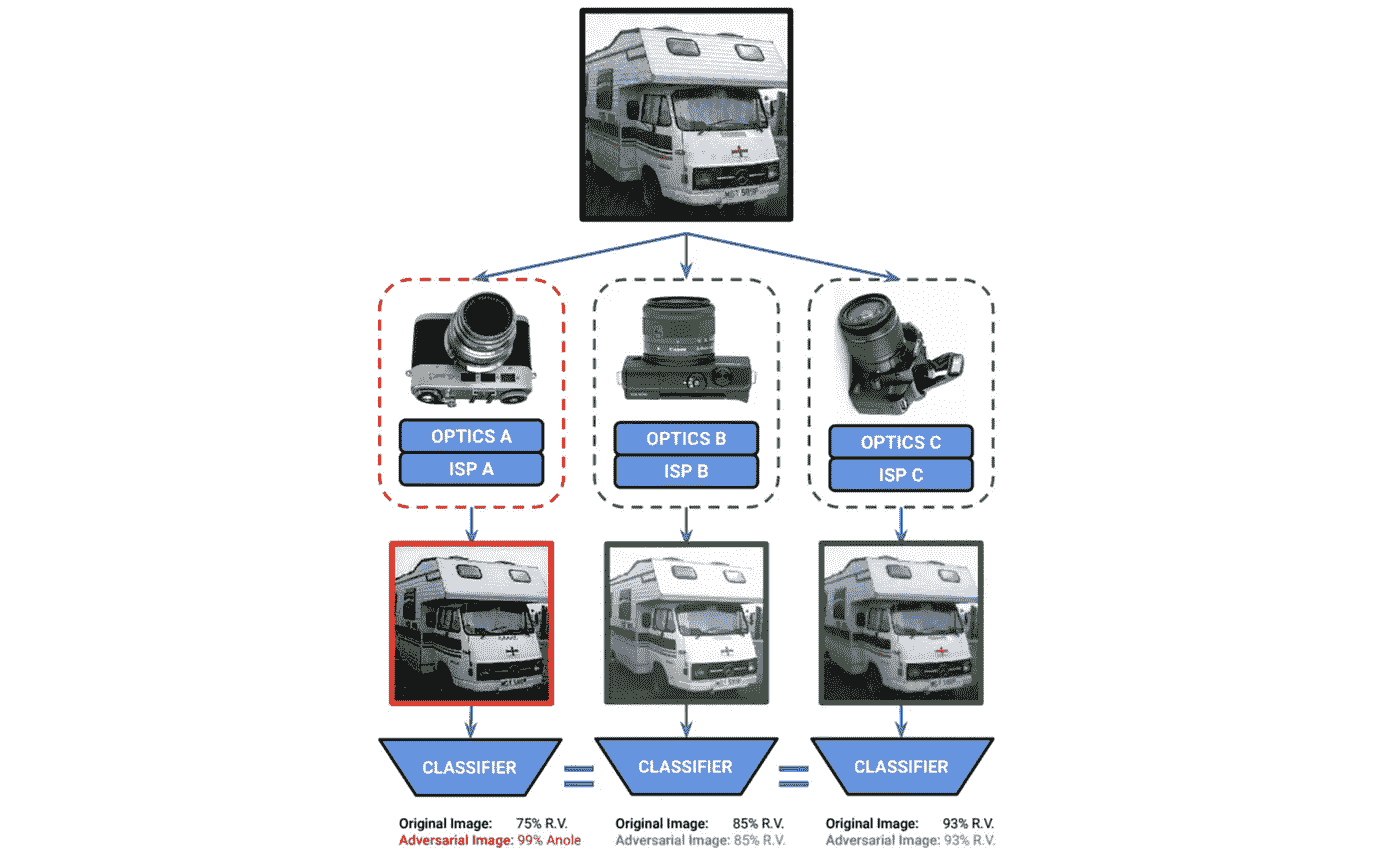 OPTICS A
ISP A
OPTICS B
ISP B
OPTICS C
ISP C
CLASSIFIER
=
CLASSIFIER
=
CLASSIFIER
Original Image: 75% R.V.
Adversarial Image: 99% Anole
Original Image: 85% R.V.
Adversarial Image: 85% R.V.
Original Image: 93% R.V.
Adversarial Image: 93% R.V.